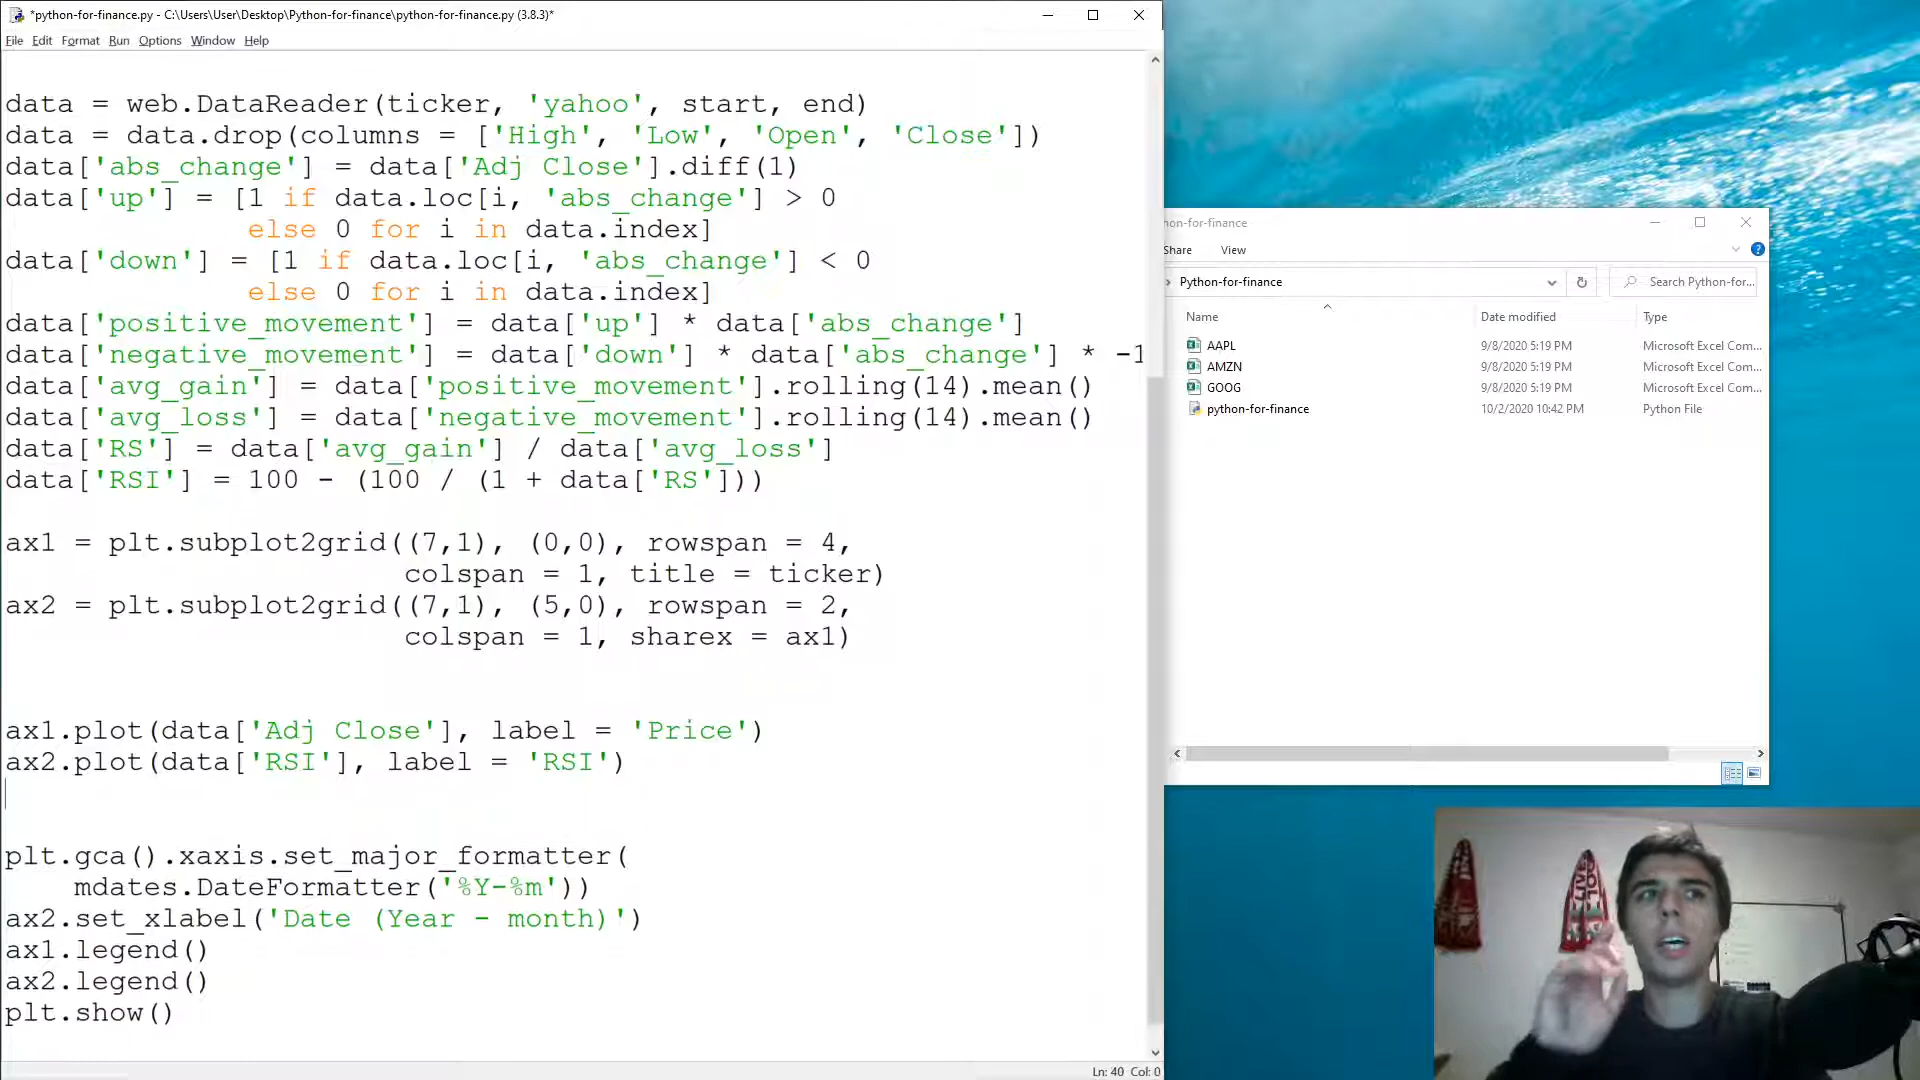 *python-for-finance.py - C:\Users\User\Desktop\Python-for-finance\python-for-finance.py (3.8.3)*
File Edit Format Run Options Window Help
data = web.DataReader(ticker, 'yahoo', start, end)
data = data.drop(columns = ['High', 'Low', 'Open', 'Close'])
data['abs_change'] = data['Adj Close'].diff(1)
data['up'] = [1 if data.loc[i, 'abs_change'] > 0
              else 0 for i in data.index]
data['down'] = [1 if data.loc[i, 'abs_change'] < 0
              else 0 for i in data.index]
data['positive_movement'] = data['up'] * data['abs_change']
data['negative_movement'] = data['down'] * data['abs_change'] * -1
data['avg_gain'] = data['positive_movement'].rolling(14).mean()
data['avg_loss'] = data['negative_movement'].rolling(14).mean()
data['RS'] = data['avg_gain'] / data['avg_loss']
data['RSI'] = 100 - (100 / (1 + data['RS']))
ax1 = plt.subplot2grid((7,1), (0,0), rowspan = 4,
                       colspan = 1, title = ticker)
ax2 = plt.subplot2grid((7,1), (5,0), rowspan = 2,
                       colspan = 1, sharex = ax1)
ax1.plot(data['Adj Close'], label = 'Price')
ax2.plot(data['RSI'], label = 'RSI')
plt.gca().xaxis.set_major_formatter(
    mdates.DateFormatter('%Y-%m'))
ax2.set_xlabel('Date (Year - month)')
ax1.legend()
ax2.legend()
plt.show()
Ln: 40 Col: 0
hon-for-finance
Share View
Python-for-finance
Search Python-for...
Name Date modified Type
AAPL 9/8/2020 5:19 PM Microsoft Excel Com...
AMZN 9/8/2020 5:19 PM Microsoft Excel Com...
GOOG 9/8/2020 5:19 PM Microsoft Excel Com...
python-for-finance 10/2/2020 10:42 PM Python File